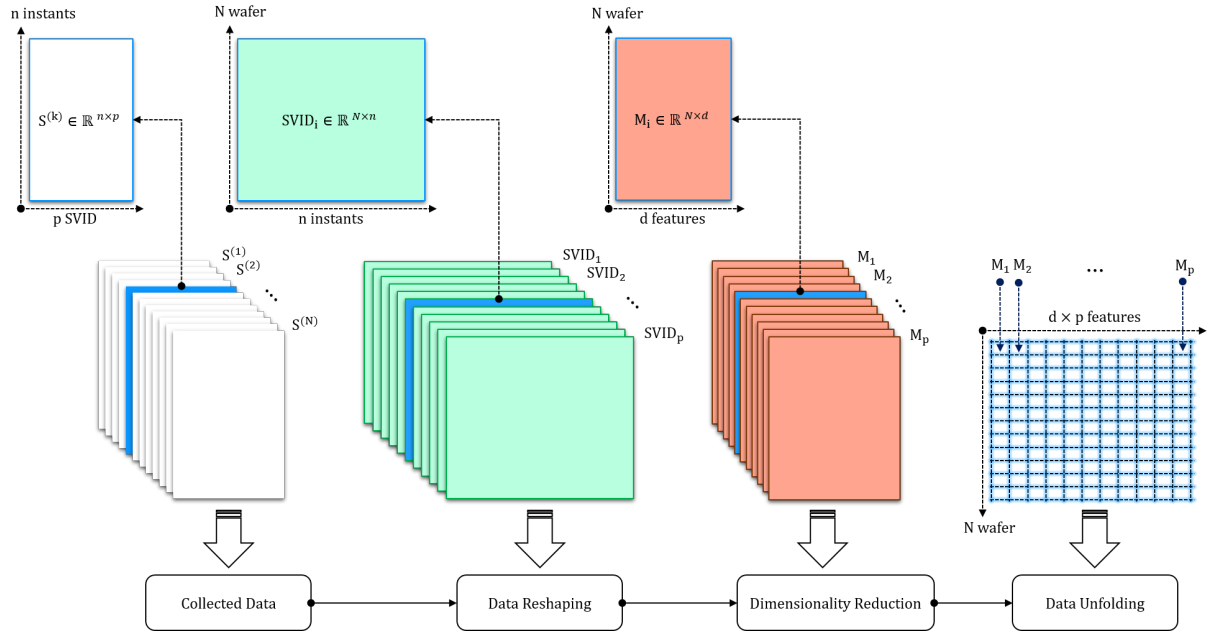 n instants
N wafer
N wafer
S^(k) ∈ ℝ^n×p
SVID_i ∈ ℝ^N×n
M_i ∈ ℝ^N×d
p SVID
n instants
d features
S^(1)
S^(2)
⋱
S^(N)
SVID_1
SVID_2
⋱
SVID_p
M_1
M_2
⋱
M_p
M_1 M_2 ... M_p
d × p features
N wafer
Collected Data
Data Reshaping
Dimensionality Reduction
Data Unfolding